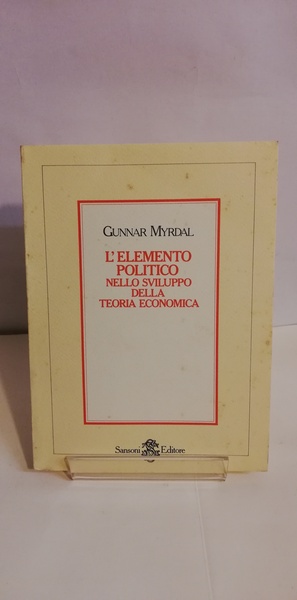 GUNNAR MYRDAL
L'ELEMENTO
POLITICO
NELLO SVILUPPO
DELLA
TEORIA ECONOMICA
Sansoni Editore